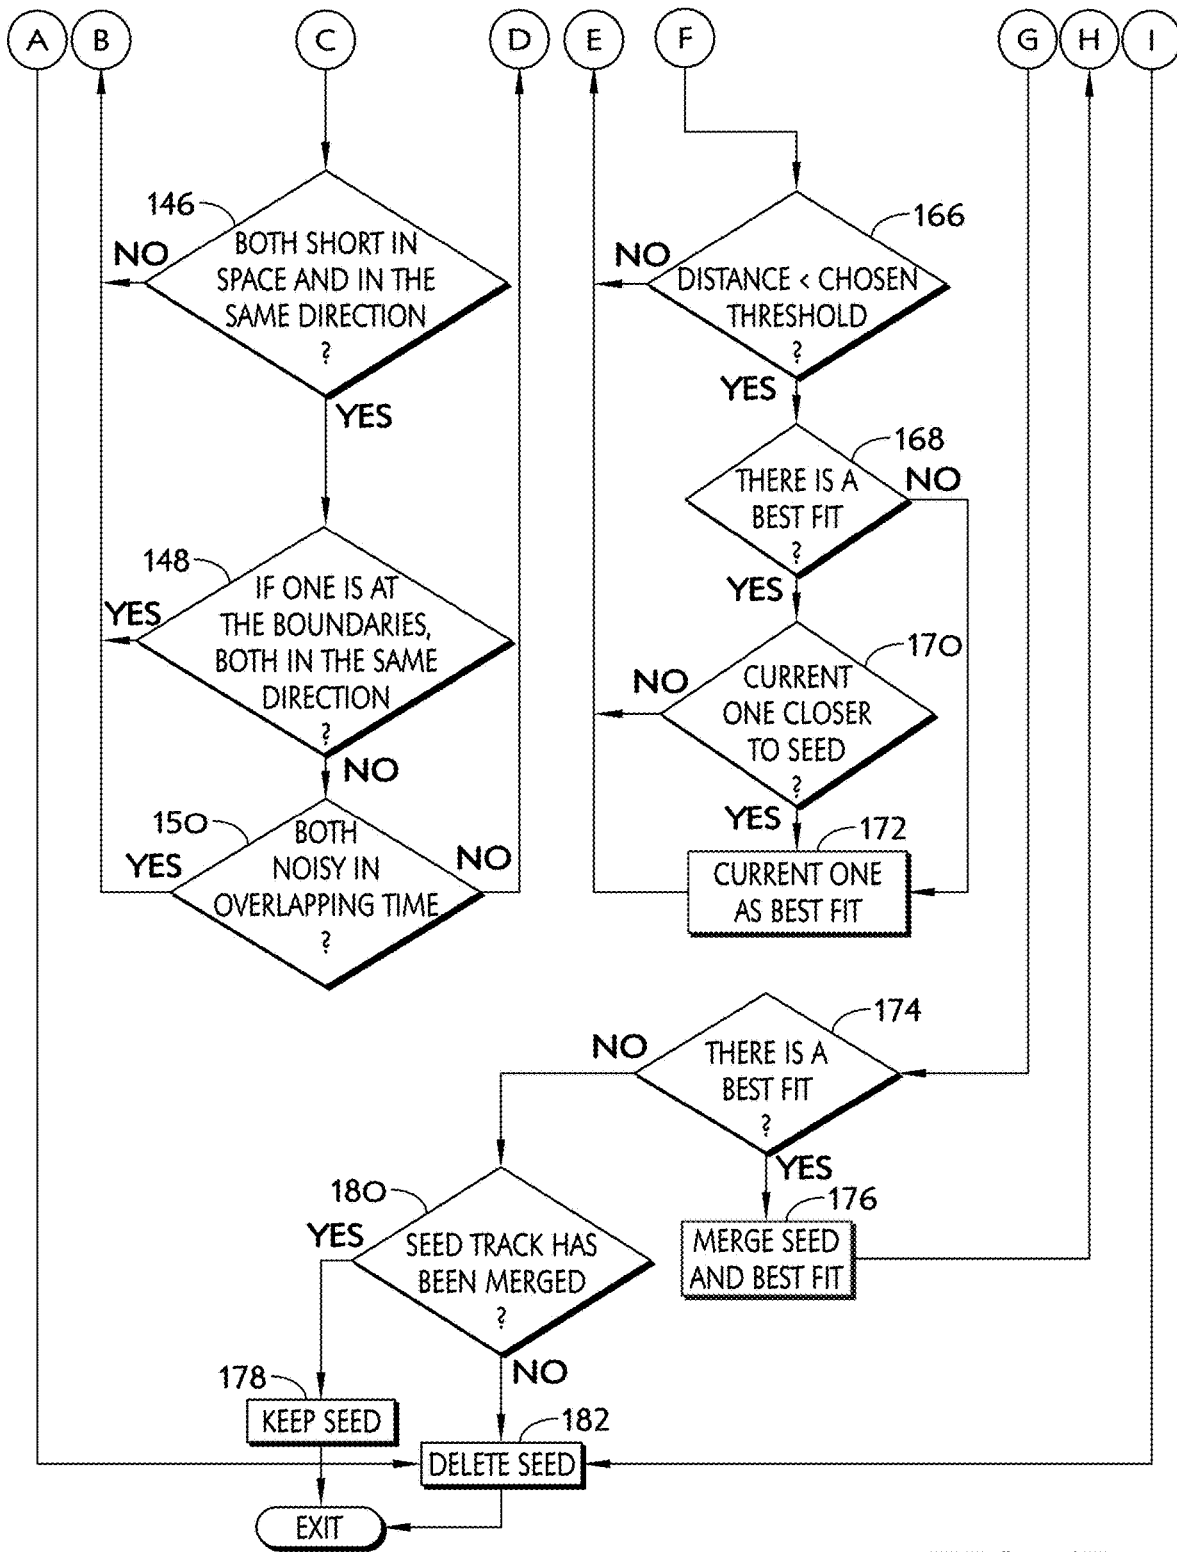 A
B
C
D
E
F
G
H
I
146
NO
BOTH SHORT IN
SPACE AND IN THE
SAME DIRECTION
?
YES
148
YES
IF ONE IS AT
THE BOUNDARIES,
BOTH IN THE SAME
DIRECTION
?
NO
150
YES
BOTH
NOISY IN
OVERLAPPING TIME
?
NO
166
NO
DISTANCE < CHOSEN
THRESHOLD
?
YES
168
THERE IS A
BEST FIT
?
NO
YES
170
NO
CURRENT
ONE CLOSER
TO SEED
?
YES
172
CURRENT ONE
AS BEST FIT
174
NO
THERE IS A
BEST FIT
?
YES
176
MERGE SEED
AND BEST FIT
180
YES
SEED TRACK HAS
BEEN MERGED
?
NO
178
KEEP SEED
182
DELETE SEED
EXIT